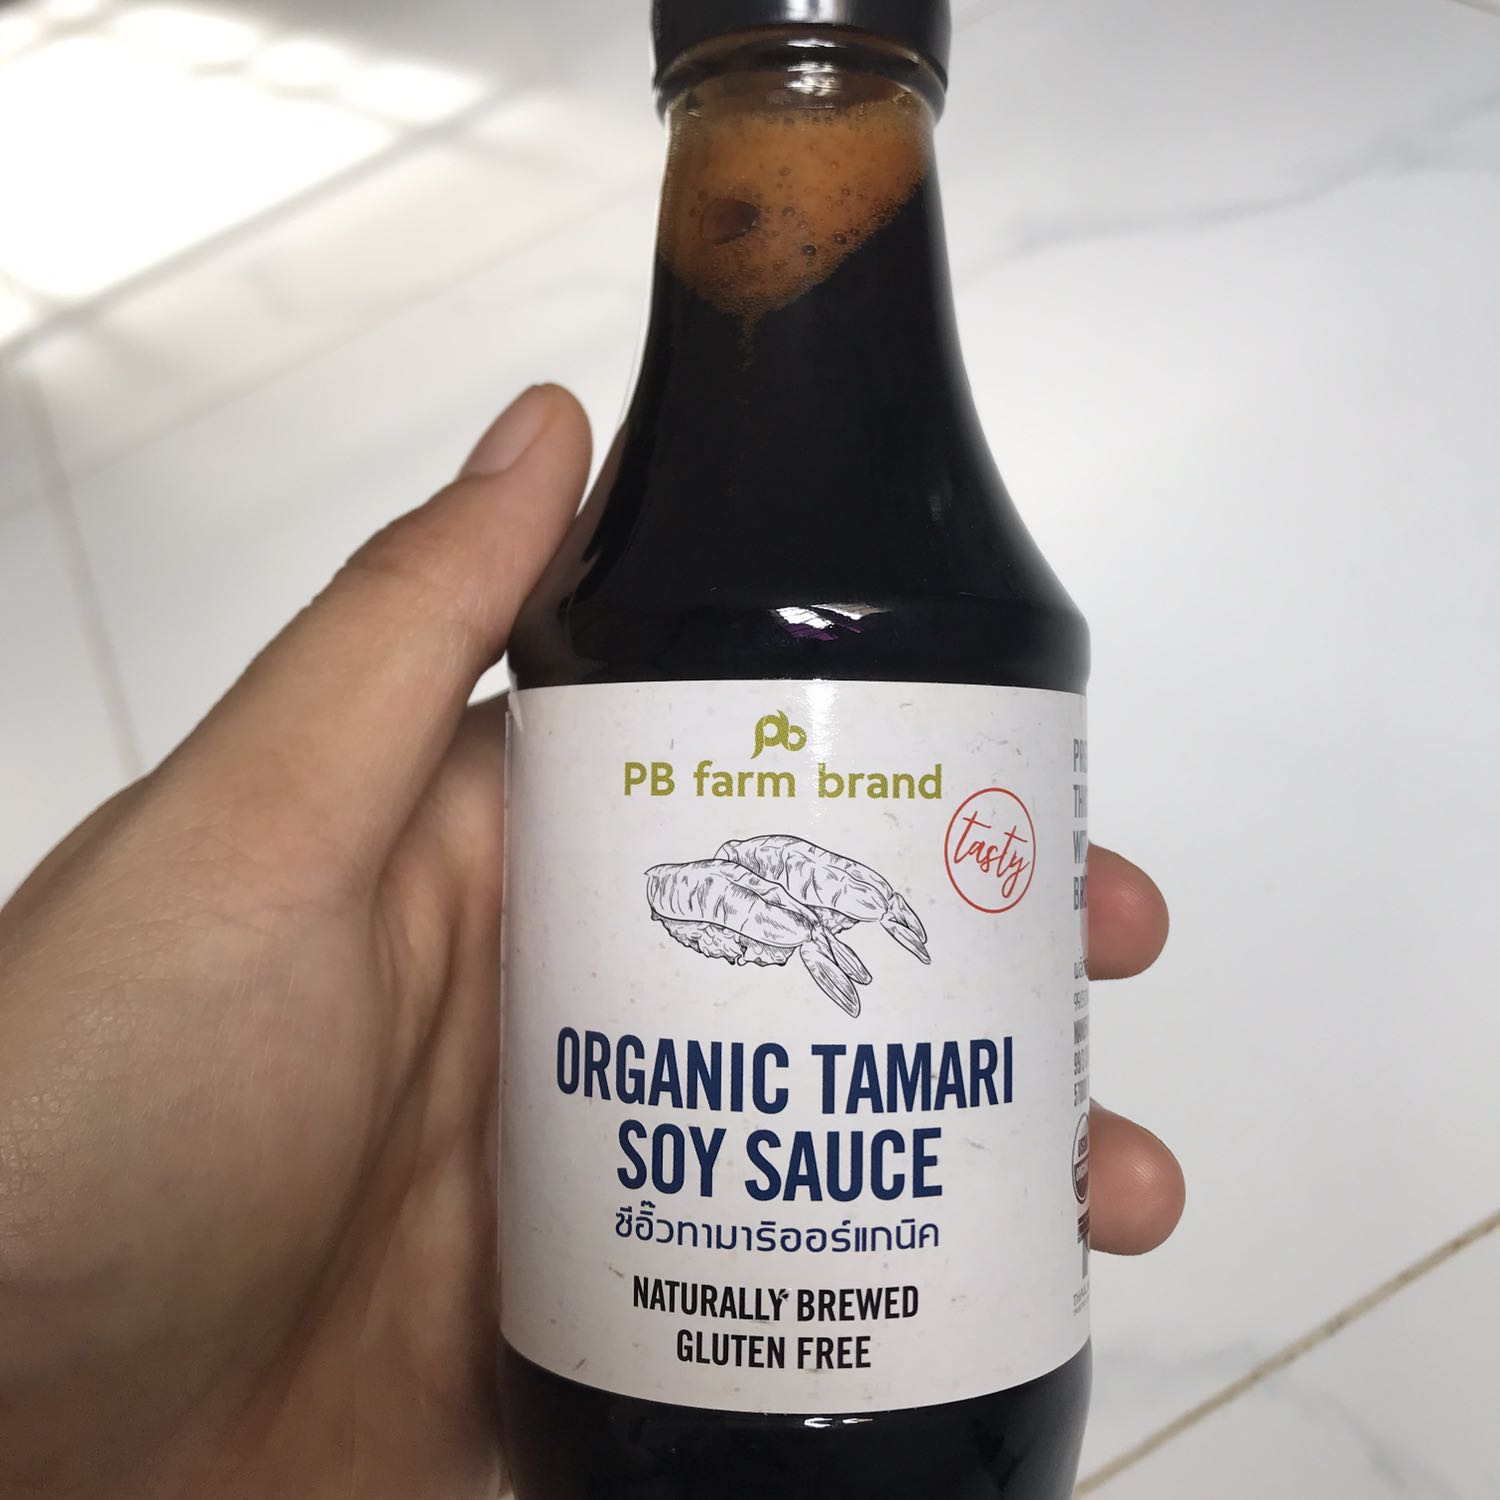 pb
PB farm brand
tasty
ORGANIC TAMARI
SOY SAUCE
ซีอิ๊วทามาริออร์แกนิค
NATURALLY BREWED
GLUTEN FREE